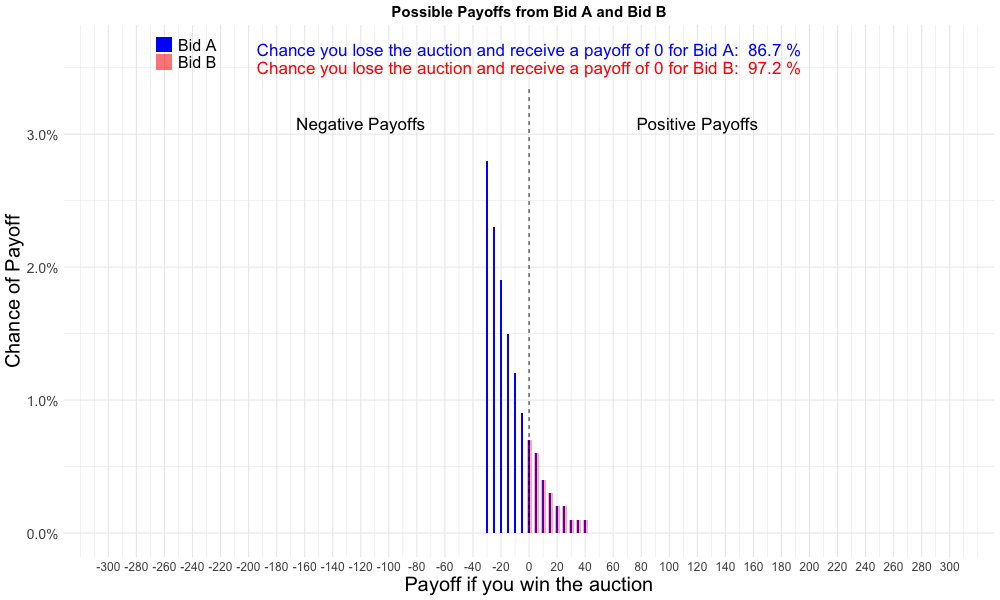 Possible Payoffs from Bid A and Bid B
Bid A
Bid B
Chance you lose the auction and receive a payoff of 0 for Bid A:  86.7 %
Chance you lose the auction and receive a payoff of 0 for Bid B:  97.2 %
Negative Payoffs
Positive Payoffs
Chance of Payoff
3.0%
2.0%
1.0%
0.0%
-300 -280 -260 -240 -220 -200 -180 -160 -140 -120 -100 -80 -60 -40 -20 0 20 40 60 80 100 120 140 160 180 200 220 240 260 280 300
Payoff if you win the auction